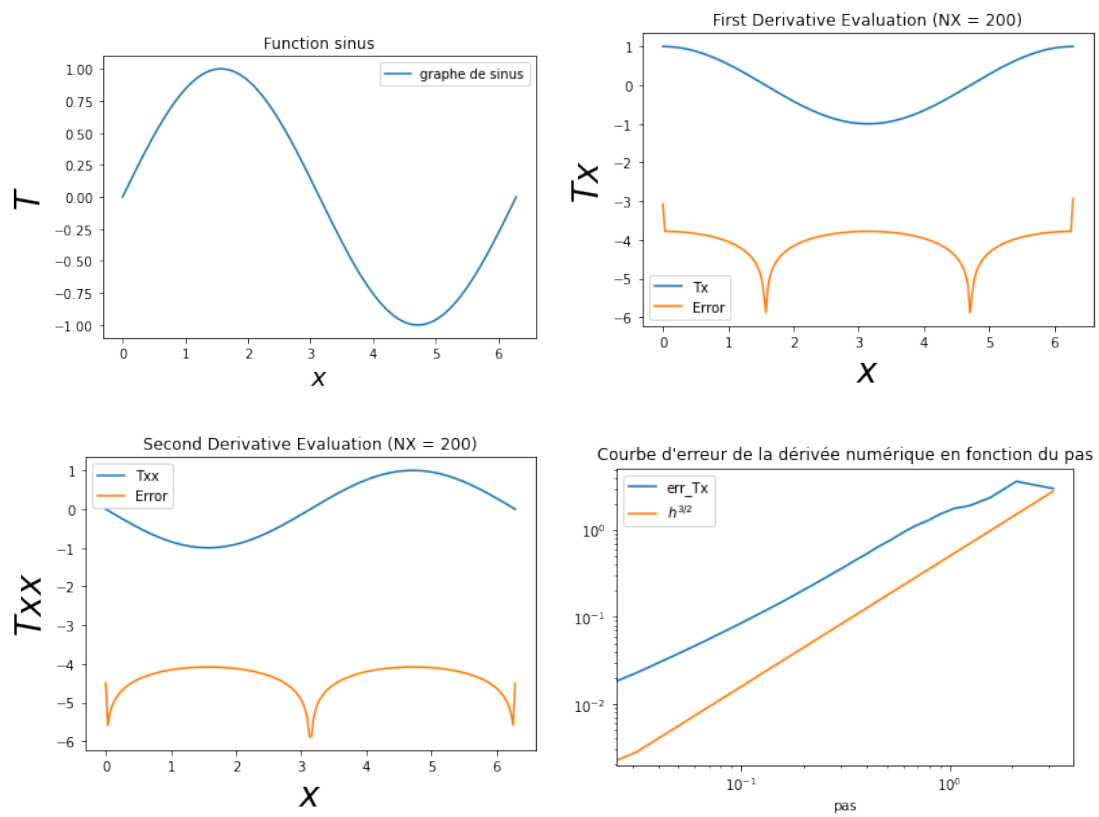 Function sinus
1.00
0.75
0.50
0.25
0.00
−0.25
−0.50
−0.75
−1.00
T
graphe de sinus
0 1 2 3 4 5 6
x
First Derivative Evaluation (NX = 200)
1
0
−1
−2
−3
−4
−5
−6
Tx
Tx
Error
0 1 2 3 4 5 6
x
Second Derivative Evaluation (NX = 200)
Txx
Error
1
0
−1
−2
−3
−4
−5
−6
Txx
0 1 2 3 4 5 6
x
Courbe d'erreur de la dérivée numérique en fonction du pas
err_Tx
h^{3/2}
10^0
10^{−1}
10^{−2}
10^{−1} 10^0
pas